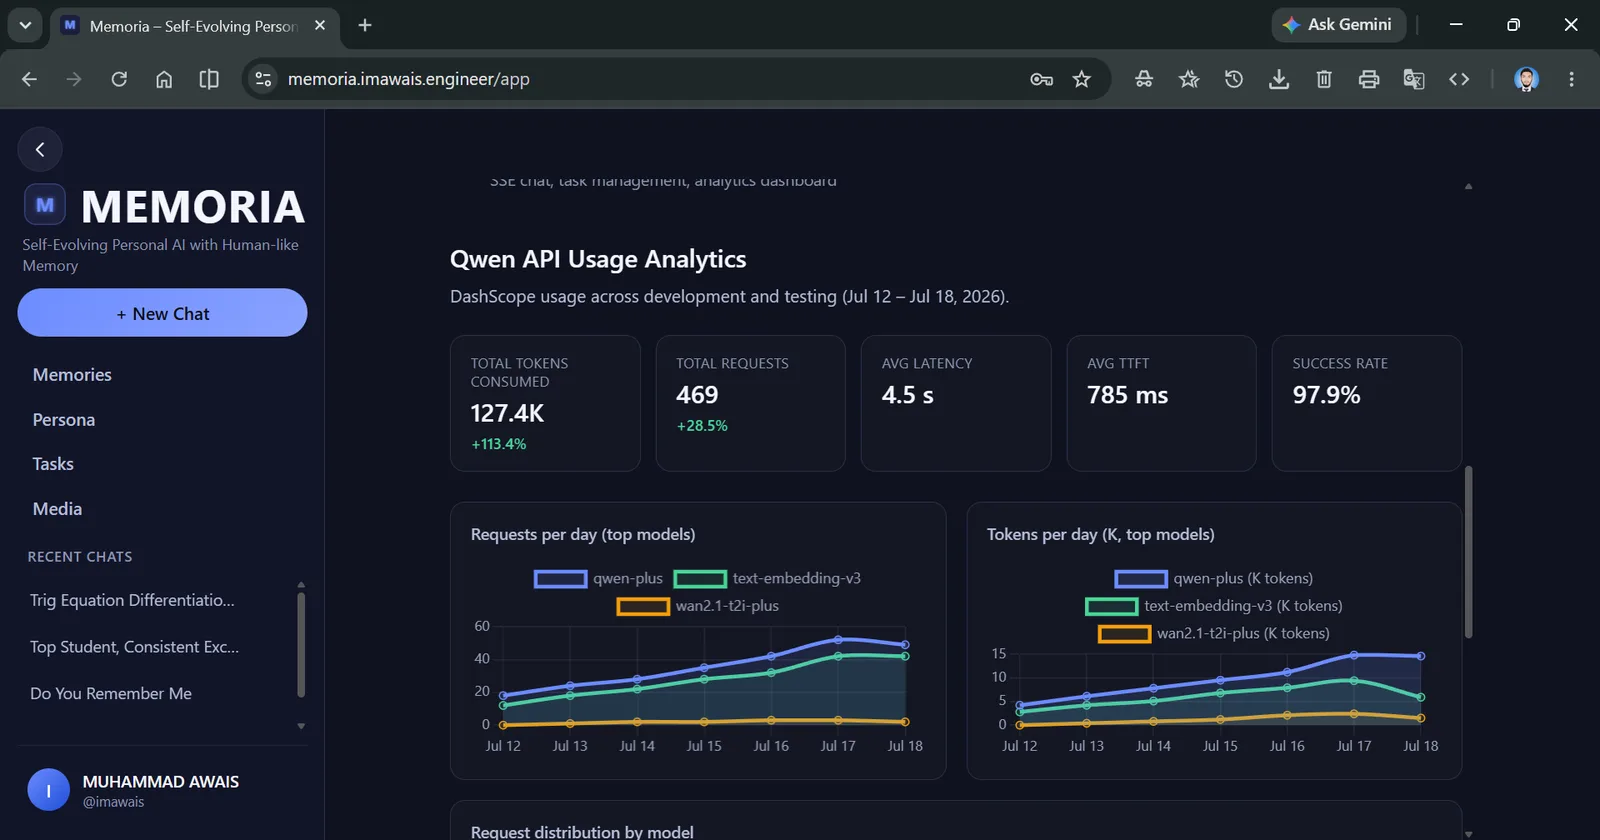 M Memoria – Self-Evolving Person
Ask Gemini
memoria.imawais.engineer/app
M MEMORIA
Self-Evolving Personal AI with Human-like
Memory
+ New Chat
Memories
Persona
Tasks
Media
RECENT CHATS
Trig Equation Differentiatio...
Top Student, Consistent Exc...
Do You Remember Me
I
MUHAMMAD AWAIS
@imawais
SSE chat, task management, analytics dashboard
Qwen API Usage Analytics
DashScope usage across development and testing (Jul 12 – Jul 18, 2026).
TOTAL TOKENS
CONSUMED
127.4K
+113.4%
TOTAL REQUESTS
469
+28.5%
AVG LATENCY
4.5 s
AVG TTFT
785 ms
SUCCESS RATE
97.9%
Requests per day (top models)
qwen-plus text-embedding-v3
wan2.1-t2i-plus
60
40
20
0
Jul 12 Jul 13 Jul 14 Jul 15 Jul 16 Jul 17 Jul 18
Tokens per day (K, top models)
qwen-plus (K tokens)
text-embedding-v3 (K tokens)
wan2.1-t2i-plus (K tokens)
15
10
5
0
Jul 12 Jul 13 Jul 14 Jul 15 Jul 16 Jul 17 Jul 18
Request distribution by model